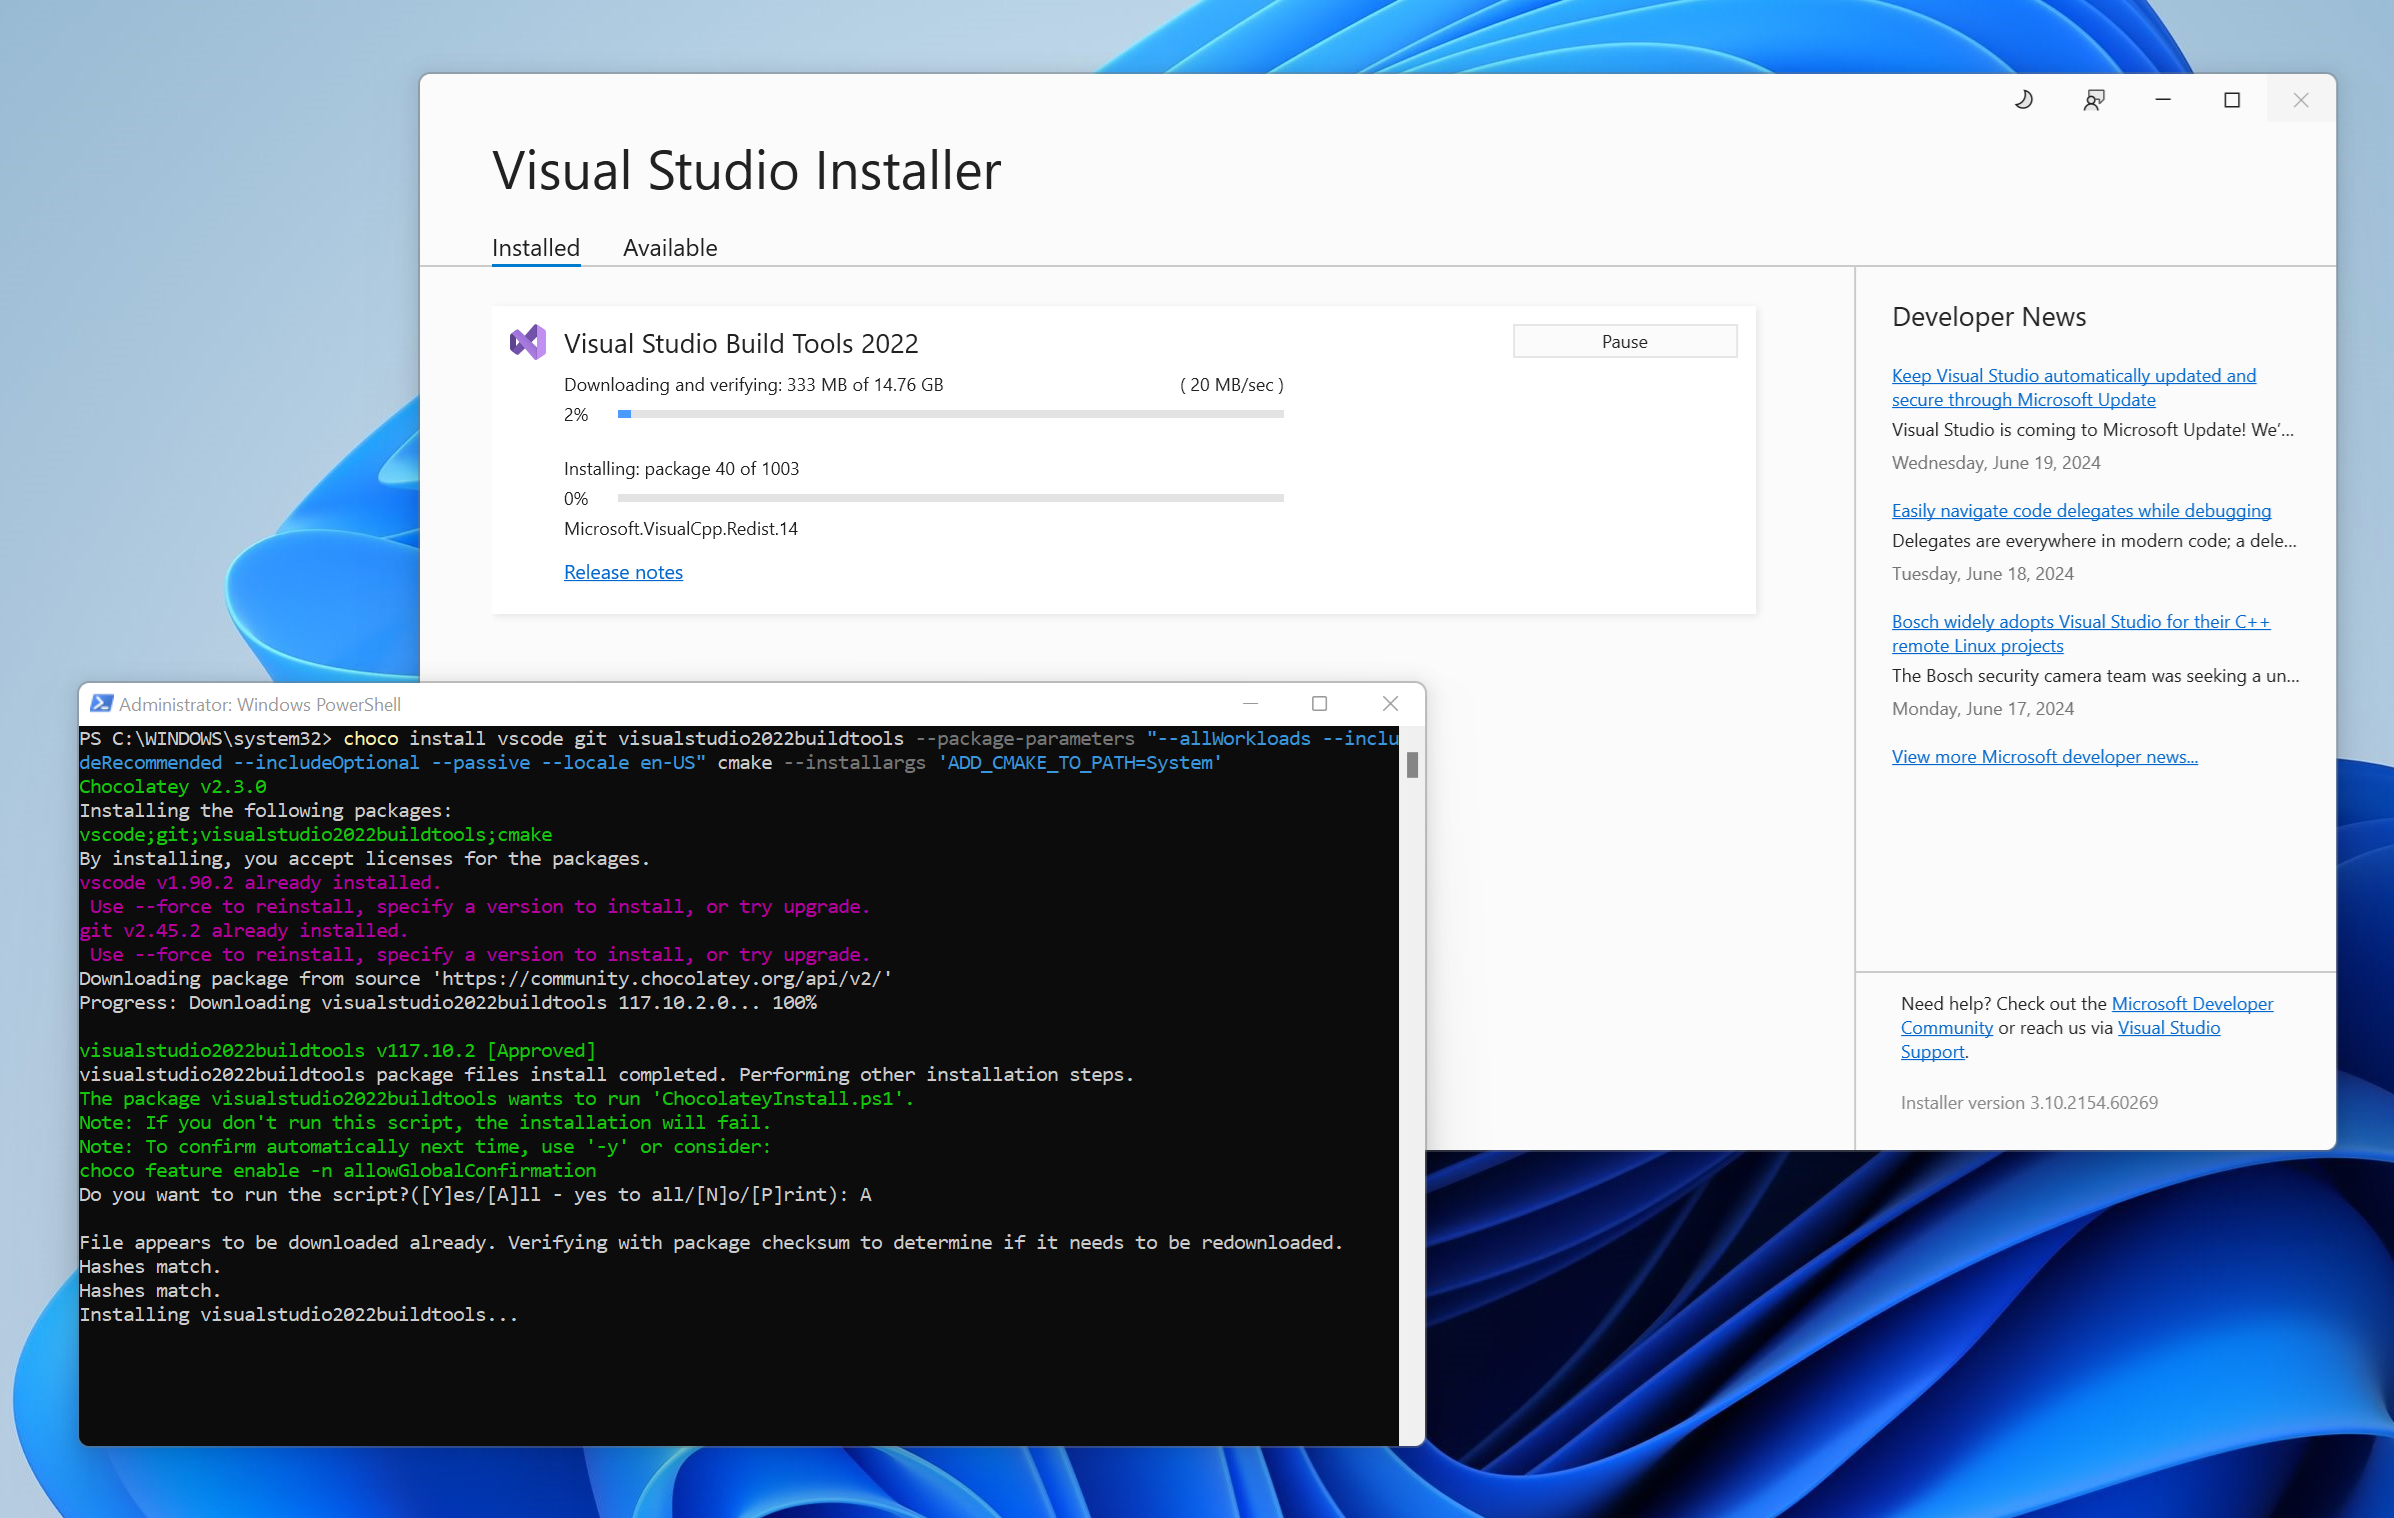 Visual Studio Installer
Installed Available
Visual Studio Build Tools 2022
Pause
Downloading and verifying: 333 MB of 14.76 GB ( 20 MB/sec )
2%
Installing: package 40 of 1003
0%
Microsoft.VisualCpp.Redist.14
Release notes
Developer News
Keep Visual Studio automatically updated and
secure through Microsoft Update
Visual Studio is coming to Microsoft Update! We'...
Wednesday, June 19, 2024
Easily navigate code delegates while debugging
Delegates are everywhere in modern code; a dele...
Tuesday, June 18, 2024
Bosch widely adopts Visual Studio for their C++
remote Linux projects
The Bosch security camera team was seeking a un...
Monday, June 17, 2024
View more Microsoft developer news...
Need help? Check out the Microsoft Developer
Community or reach us via Visual Studio
Support.
Installer version 3.10.2154.60269
Administrator: Windows PowerShell
PS C:\WINDOWS\system32> choco install vscode git visualstudio2022buildtools --package-parameters "--allWorkloads --inclu
deRecommended --includeOptional --passive --locale en-US" cmake --installargs 'ADD_CMAKE_TO_PATH=System'
Chocolatey v2.3.0
Installing the following packages:
vscode;git;visualstudio2022buildtools;cmake
By installing, you accept licenses for the packages.
vscode v1.90.2 already installed.
Use --force to reinstall, specify a version to install, or try upgrade.
git v2.45.2 already installed.
Use --force to reinstall, specify a version to install, or try upgrade.
Downloading package from source 'https://community.chocolatey.org/api/v2/'
Progress: Downloading visualstudio2022buildtools 117.10.2.0... 100%
visualstudio2022buildtools v117.10.2 [Approved]
visualstudio2022buildtools package files install completed. Performing other installation steps.
The package visualstudio2022buildtools wants to run 'ChocolateyInstall.ps1'.
Note: If you don't run this script, the installation will fail.
Note: To confirm automatically next time, use '-y' or consider:
choco feature enable -n allowGlobalConfirmation
Do you want to run the script?([Y]es/[A]ll - yes to all/[N]o/[P]rint): A
File appears to be downloaded already. Verifying with package checksum to determine if it needs to be redownloaded.
Hashes match.
Hashes match.
Installing visualstudio2022buildtools...